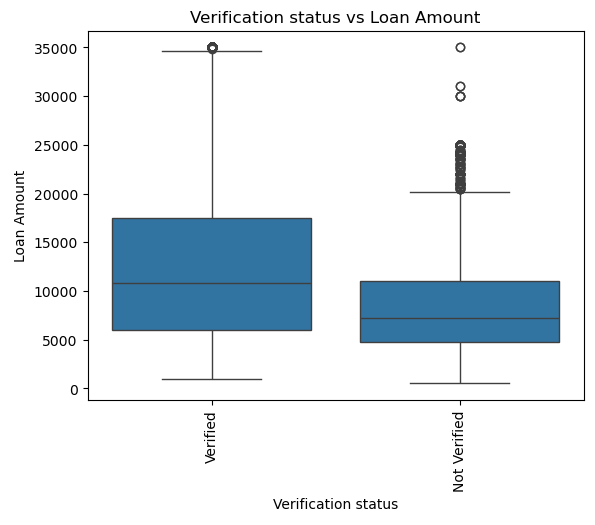 Verification status vs Loan Amount
Loan Amount
35000
30000
25000
20000
15000
10000
5000
0
Verified
Not Verified
Verification status